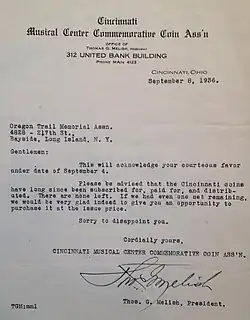 Cincinnati
Musical Center Commemorative Coin Ass'n
OFFICE OF
THOMAS G. MELISH, PRESIDENT
312 UNITED BANK BUILDING
PHONE MAIN 6123
CINCINNATI, OHIO
September 8, 1936.
Oregon Trail Memorial Assn.
4628 - 217th St.,
Bayside, Long Island, N. Y.
Gentlemen:
This will acknowledge your courteous favor
under date of September 4.
Please be advised that the Cincinnati coins
have long since been subscribed for, paid for, and distrib-
uted. There are none left. If we had even one set remaining,
we would be very glad indeed to give you an opportunity to
purchase it at the issue price.
Sorry to disappoint you.
Cordially yours,
CINCINNATI MUSICAL CENTER COMMEMORATIVE COIN ASS'N.
Thos. G. Melish
Thos. G. Melish, President.
TGM:mml